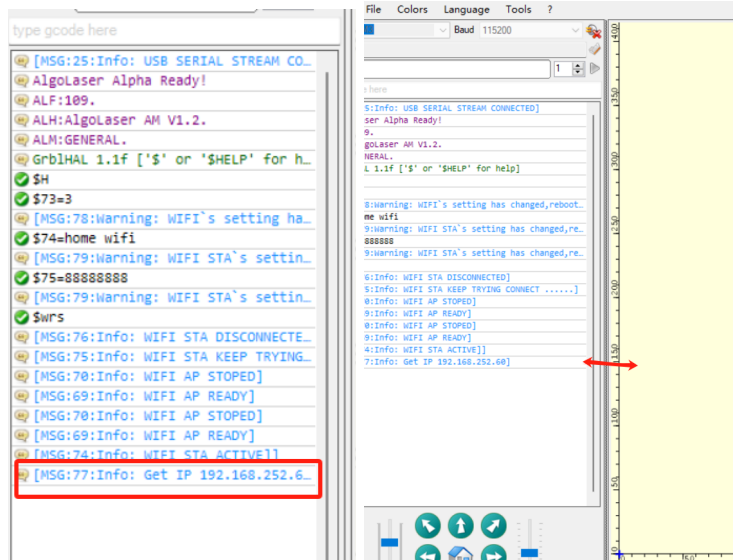 type gcode here
[MSG:25:Info: USB SERIAL STREAM CO…
AlgoLaser Alpha Ready!
ALF:109.
ALH:AlgoLaser AM V1.2.
ALM:GENERAL.
GrblHAL 1.1f ['$' or '$HELP' for h…
$H
$73=3
[MSG:78:Warning: WIFI`s setting ha…
$74=home wifi
[MSG:79:Warning: WIFI STA`s settin…
$75=88888888
[MSG:79:Warning: WIFI STA`s settin…
$wrs
[MSG:76:Info: WIFI STA DISCONNECTE…
[MSG:75:Info: WIFI STA KEEP TRYING…
[MSG:70:Info: WIFI AP STOPED]
[MSG:69:Info: WIFI AP READY]
[MSG:70:Info: WIFI AP STOPED]
[MSG:69:Info: WIFI AP READY]
[MSG:74:Info: WIFI STA ACTIVE]]
[MSG:77:Info: Get IP 192.168.252.6…
File Colors Language Tools ?
Baud 115200
1
e here
5:Info: USB SERIAL STREAM CONNECTED]
ser Alpha Ready!
9.
goLaser AM V1.2.
NERAL.
L 1.1f ['$' or '$HELP' for help]
8:Warning: WIFI`s setting has changed,reboot…
me wifi
9:Warning: WIFI STA`s setting has changed,re…
888888
9:Warning: WIFI STA`s setting has changed,re…
6:Info: WIFI STA DISCONNECTED]
5:Info: WIFI STA KEEP TRYING CONNECT ......]
0:Info: WIFI AP STOPED]
9:Info: WIFI AP READY]
0:Info: WIFI AP STOPED]
9:Info: WIFI AP READY]
4:Info: WIFI STA ACTIVE]]
7:Info: Get IP 192.168.252.60]
400
350
300
250
200
150
100
50
0
50